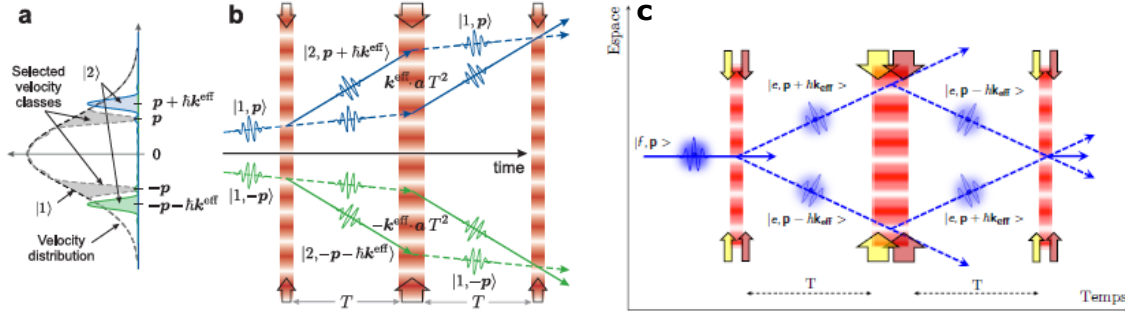 a
Selected
velocity
classes
|2⟩
p + ħk^eff
p
0
−p
−p−ħk^eff
|1⟩
Velocity
distribution
b
|1, p⟩
|2, p + ħk^eff⟩
|1, p⟩
k^eff · a T²
time
|1, −p⟩
−k^eff · a T²
|2, −p − ħk^eff⟩
|1, −p⟩
T
T
c
Espace
|e, p + ħk_eff >
|e, p − ħk_eff >
|f, p >
|e, p − ħk_eff >
|e, p + ħk_eff >
T
T
Temps